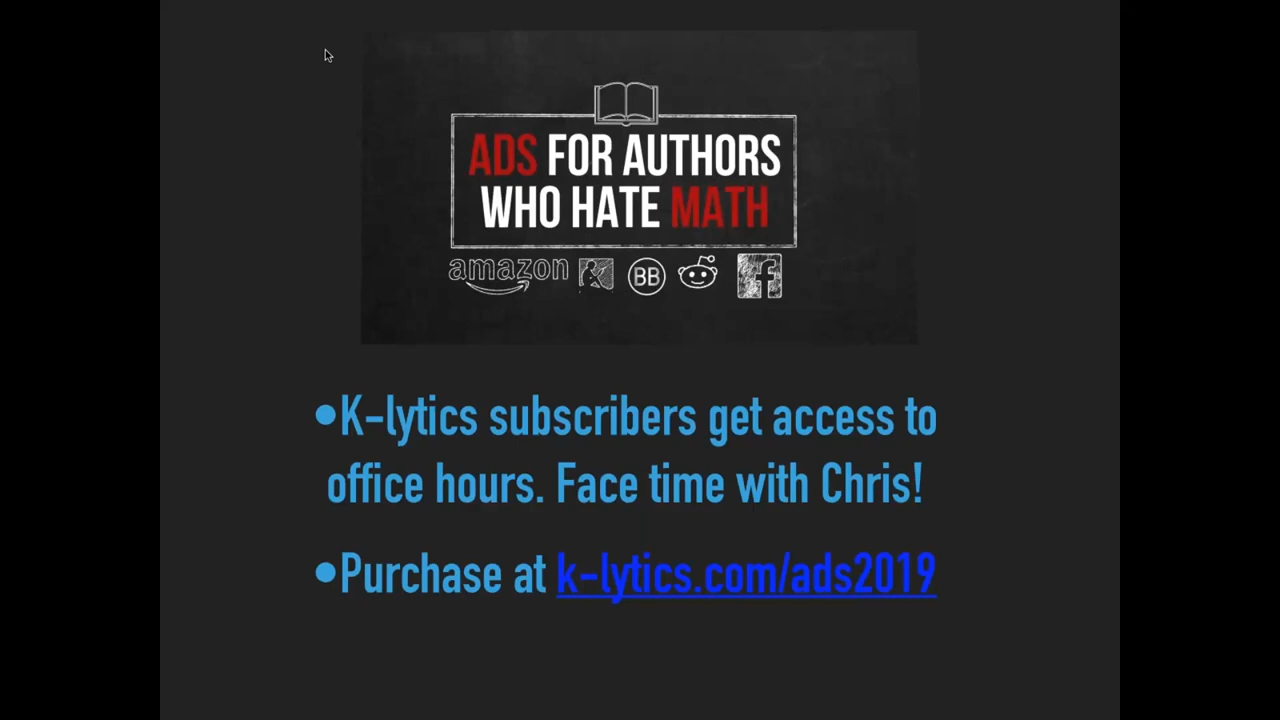 ADS FOR AUTHORS
WHO HATE MATH
amazon
BB
f
•K-lytics subscribers get access to
office hours. Face time with Chris!
•Purchase at k-lytics.com/ads2019